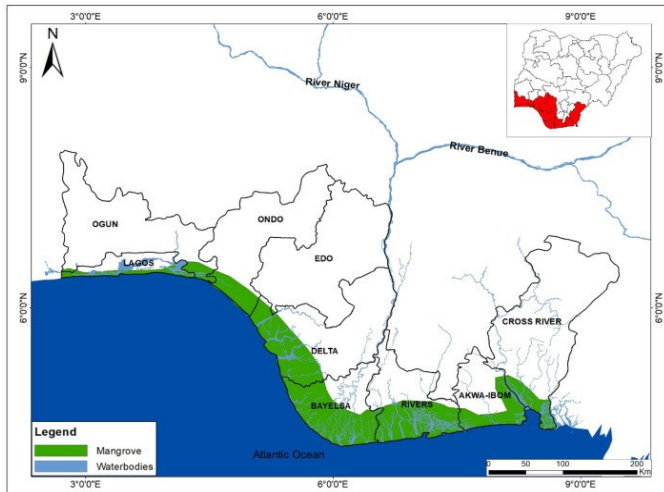 3°0'0"E
6°0'0"E
9°0'0"E
N
9°0'0"N
9°0'0"N
River Niger
River Benue
OGUN
ONDO
EDO
LAGOS
6°0'0"N
6°0'0"N
CROSS RIVER
DELTA
AKWA-IBOM
BAYELSA
RIVERS
Legend
Mangrove
Waterbodies
Atlantic Ocean
0 50 100 200
Km
3°0'0"E
6°0'0"E
9°0'0"E